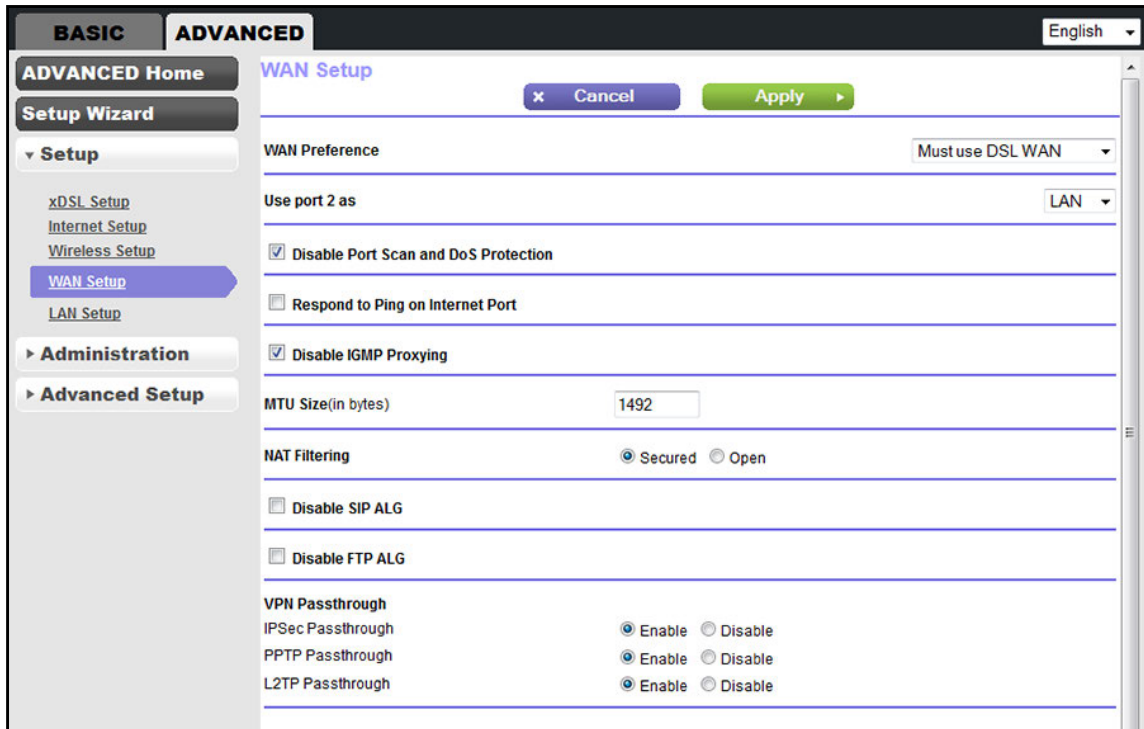 BASIC ADVANCED English
ADVANCED Home
Setup Wizard
Setup
xDSL Setup
Internet Setup
Wireless Setup
WAN Setup
LAN Setup
Administration
Advanced Setup
WAN Setup
Cancel Apply
WAN Preference Must use DSL WAN
Use port 2 as LAN
Disable Port Scan and DoS Protection
Respond to Ping on Internet Port
Disable IGMP Proxying
MTU Size(in bytes) 1492
NAT Filtering Secured Open
Disable SIP ALG
Disable FTP ALG
VPN Passthrough
IPSec Passthrough Enable Disable
PPTP Passthrough Enable Disable
L2TP Passthrough Enable Disable